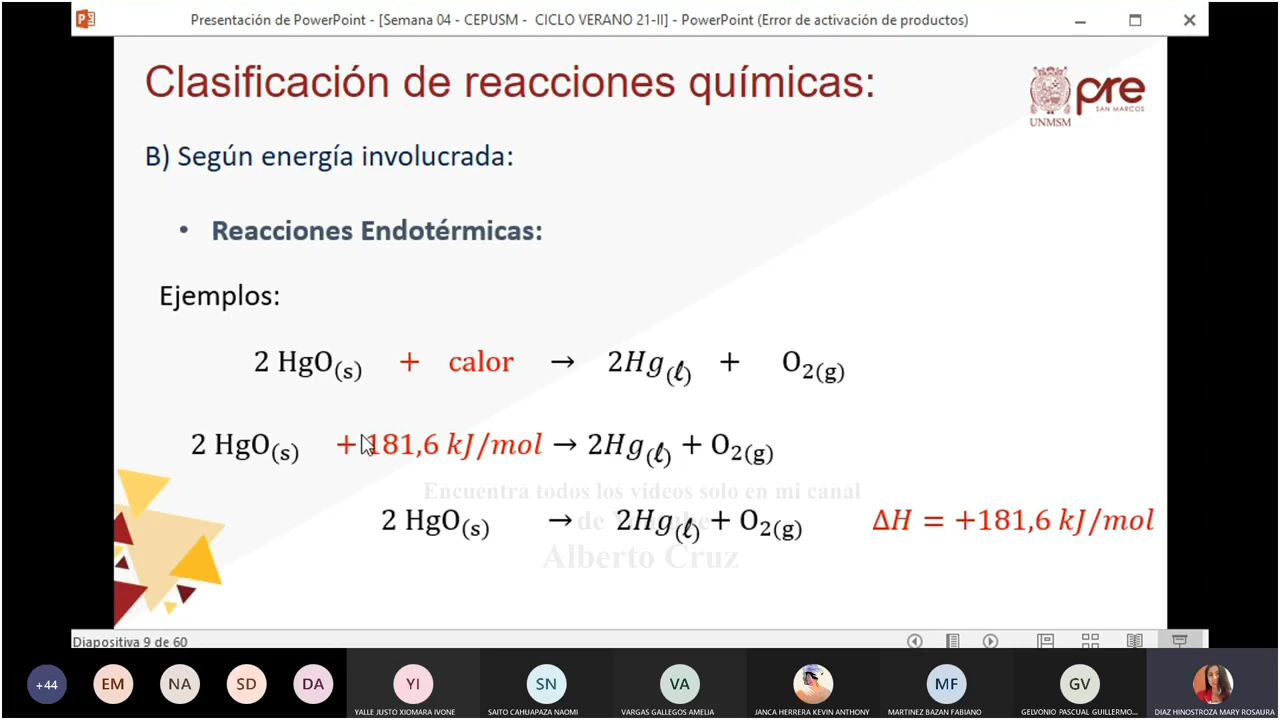 Presentación de PowerPoint - [Semana 04 - CEPUSM - CICLO VERANO 21-II] - PowerPoint (Error de activación de productos)
Clasificación de reacciones químicas:
UNMSM
pre
SAN MARCOS
B) Según energía involucrada:
• Reacciones Endotérmicas:
Ejemplos:
2 HgO(s) + calor → 2Hg(ℓ) + O2(g)
2 HgO(s) +181,6 kJ/mol → 2Hg(ℓ) + O2(g)
Encuentra todos los videos solo en mi canal
2 HgO(s) → 2Hg(ℓ) + O2(g) ΔH = +181,6 kJ/mol
de Youtube
Alberto Cruz
Diapositiva 9 de 60
+44 EM NA SD DA YI SN VA MF GV
YALLE JUSTO XIOMARA IVONE SAITO CAHUAPAZA NAOMI VARGAS GALLEGOS AMELIA JANCA HERRERA KEVIN ANTHONY MARTINEZ BAZAN FABIANO GELVONIO PASCUAL GUILLERMO... DIAZ HINOSTROZA MARY ROSAURA